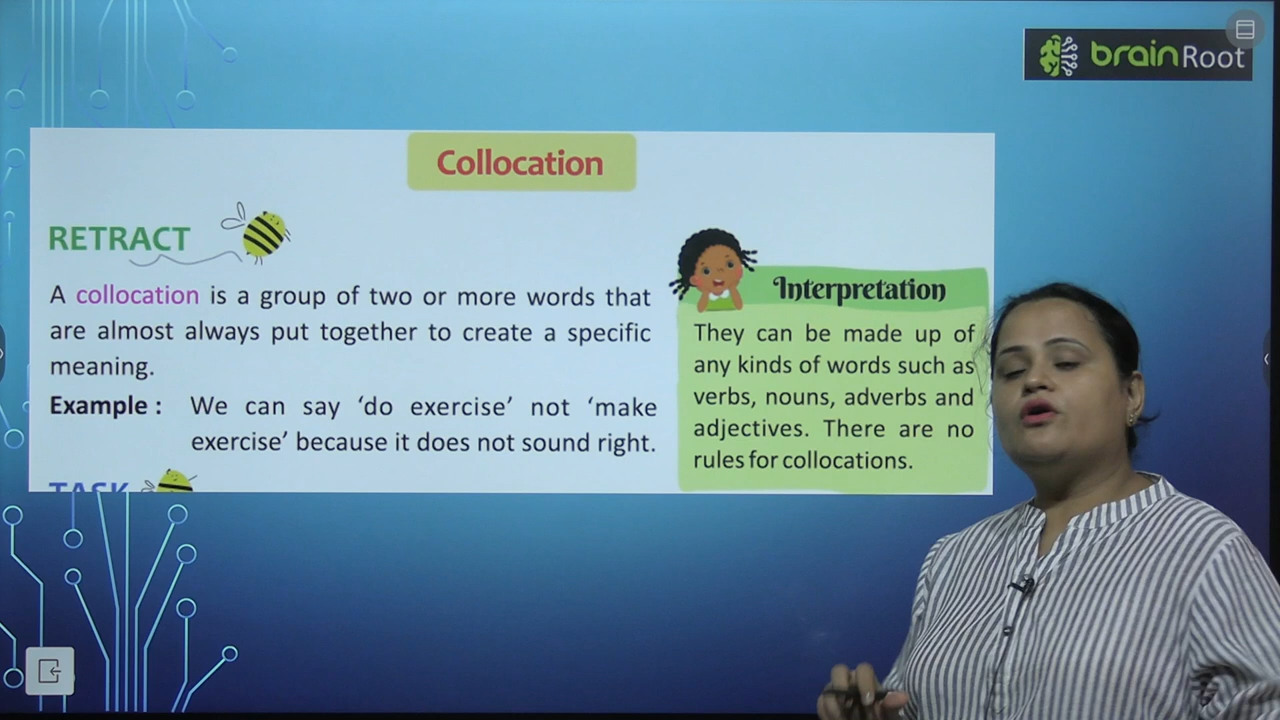 brainRoot
Collocation
RETRACT
A collocation is a group of two or more words that
are almost always put together to create a specific
meaning.
Example : We can say ‘do exercise’ not ‘make
exercise’ because it does not sound right.
Interpretation
They can be made up of
any kinds of words such as
verbs, nouns, adverbs and
adjectives. There are no
rules for collocations.
TASK